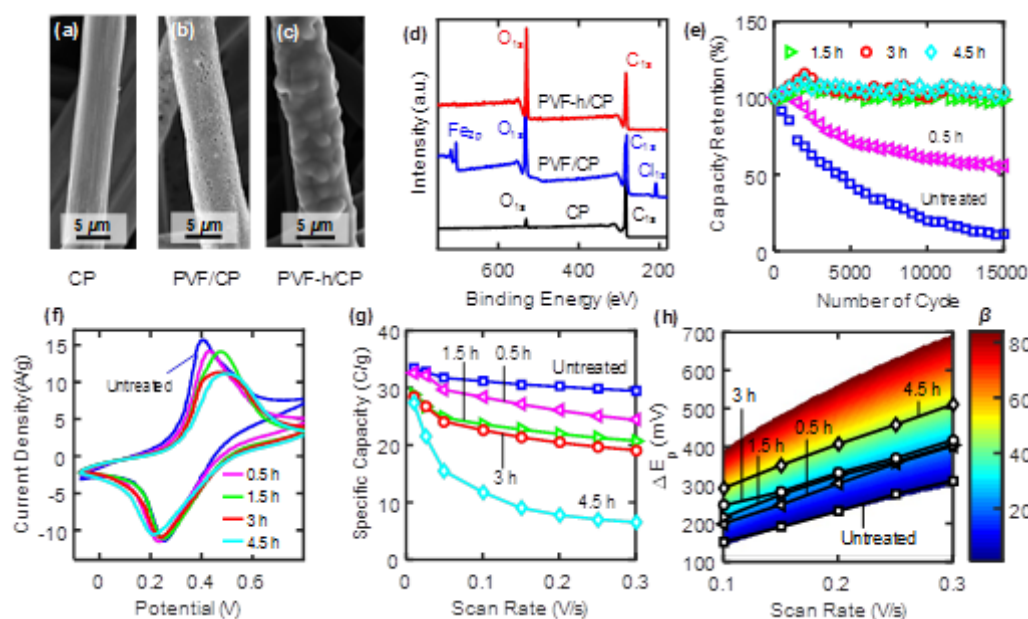 (a)
5 µm
CP
(b)
5 µm
PVF/CP
(c)
5 µm
PVF-h/CP
(d)
Intensity (a.u.)
O1s
C1s
PVF-h/CP
Fe2p
O1s
C1s
PVF/CP
Cl1s
O1s
CP
C1s
600
400
200
Binding Energy (eV)
(e)
Capacity Retention (%)
1.5 h
3 h
4.5 h
150
100
50
0
0.5 h
Untreated
0
5000
10000
15000
Number of Cycle
(f)
Current Density(A/g)
15
10
5
0
-5
-10
Untreated
0.5 h
1.5 h
3 h
4.5 h
0
0.2
0.4
0.6
Potential (V)
(g)
Specific Capacity (C/g)
40
30
20
10
0
1.5 h
0.5 h
Untreated
3 h
4.5 h
0
0.1
0.2
0.3
Scan Rate (V/s)
(h)
Δ Ep (mV)
700
600
500
400
300
200
100
3 h
1.5 h
0.5 h
4.5 h
Untreated
0.1
0.2
0.3
Scan Rate (V/s)
β
80
60
40
20